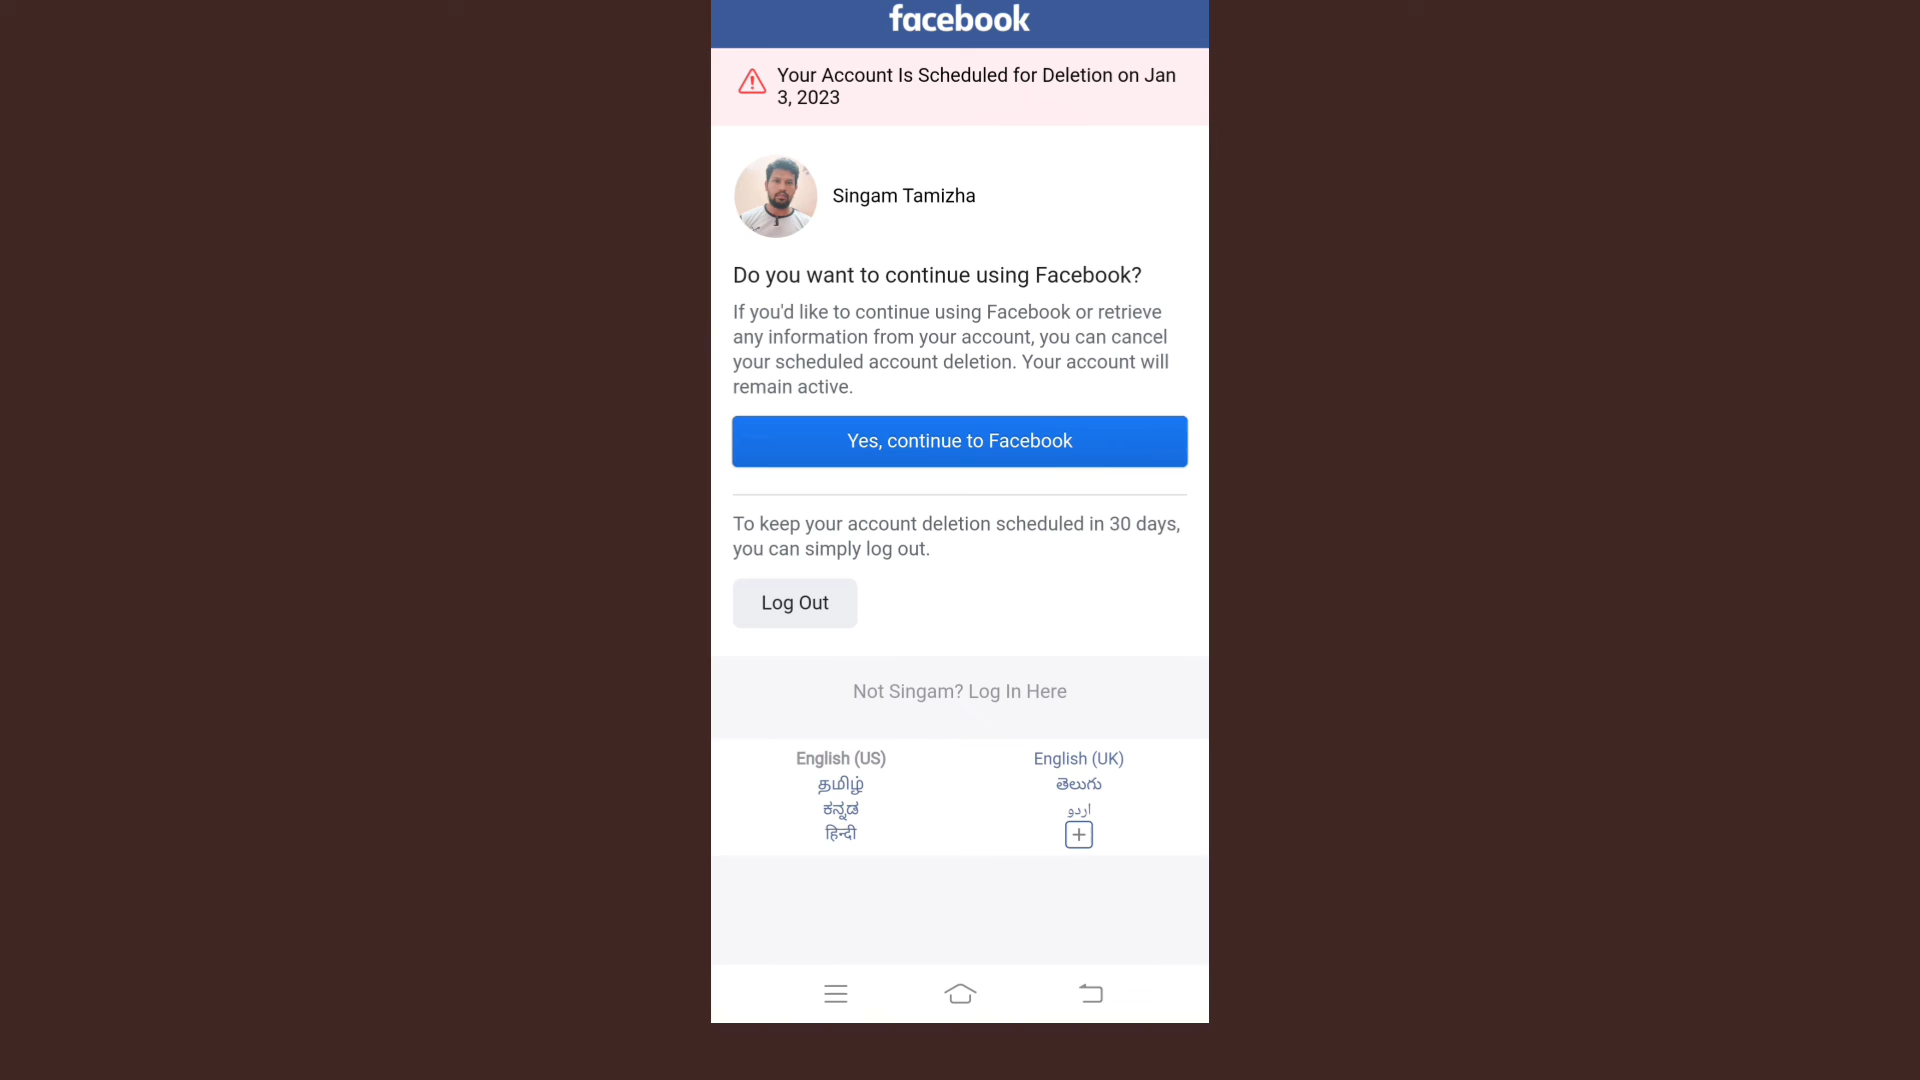 facebook
Your Account Is Scheduled for Deletion on Jan
3, 2023
Singam Tamizha
Do you want to continue using Facebook?
If you'd like to continue using Facebook or retrieve
any information from your account, you can cancel
your scheduled account deletion. Your account will
remain active.
Yes, continue to Facebook
To keep your account deletion scheduled in 30 days,
you can simply log out.
Log Out
Not Singam? Log In Here
English (US)
English (UK)
தமிழ்
తెలుగు
ಕನ್ನಡ
اردو
हिन्दी